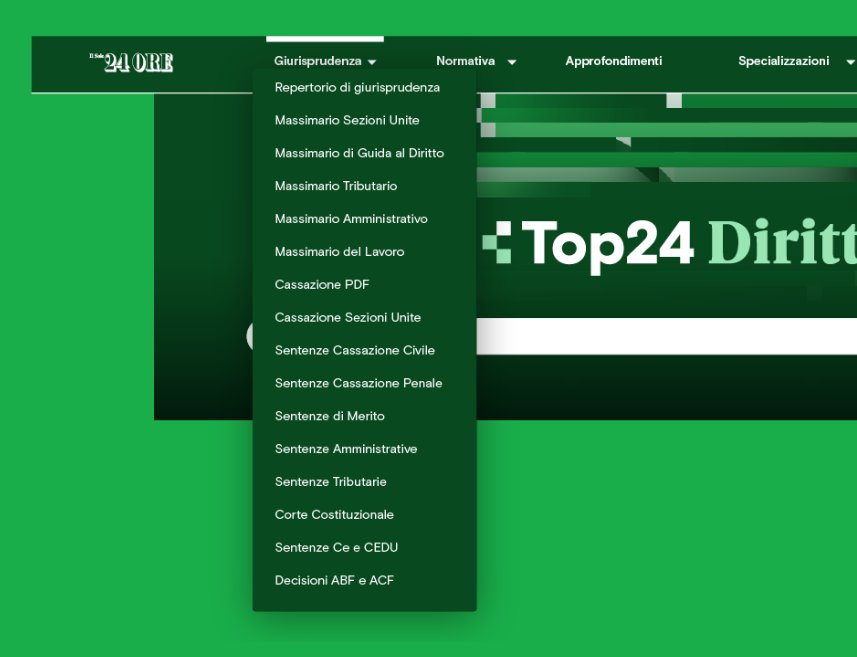 Il Sole
24 ORE
Giurisprudenza
Normativa
Approfondimenti
Specializzazioni
Repertorio di giurisprudenza
Massimario Sezioni Unite
Massimario di Guida al Diritto
Massimario Tributario
Massimario Amministrativo
Massimario del Lavoro
Cassazione PDF
Cassazione Sezioni Unite
Sentenze Cassazione Civile
Sentenze Cassazione Penale
Sentenze di Merito
Sentenze Amministrative
Sentenze Tributarie
Corte Costituzionale
Sentenze Ce e CEDU
Decisioni ABF e ACF
Top24 Diritt